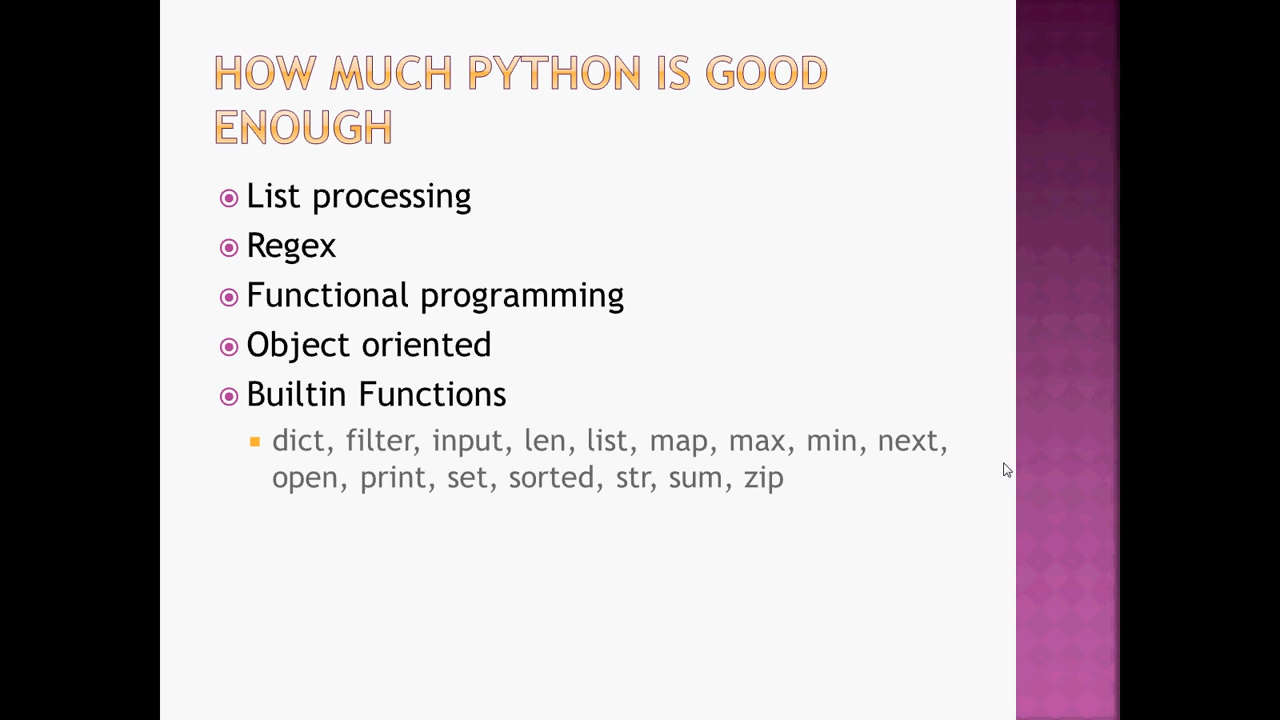 HOW MUCH PYTHON IS GOOD
ENOUGH
List processing
Regex
Functional programming
Object oriented
Builtin Functions
dict, filter, input, len, list, map, max, min, next,
open, print, set, sorted, str, sum, zip